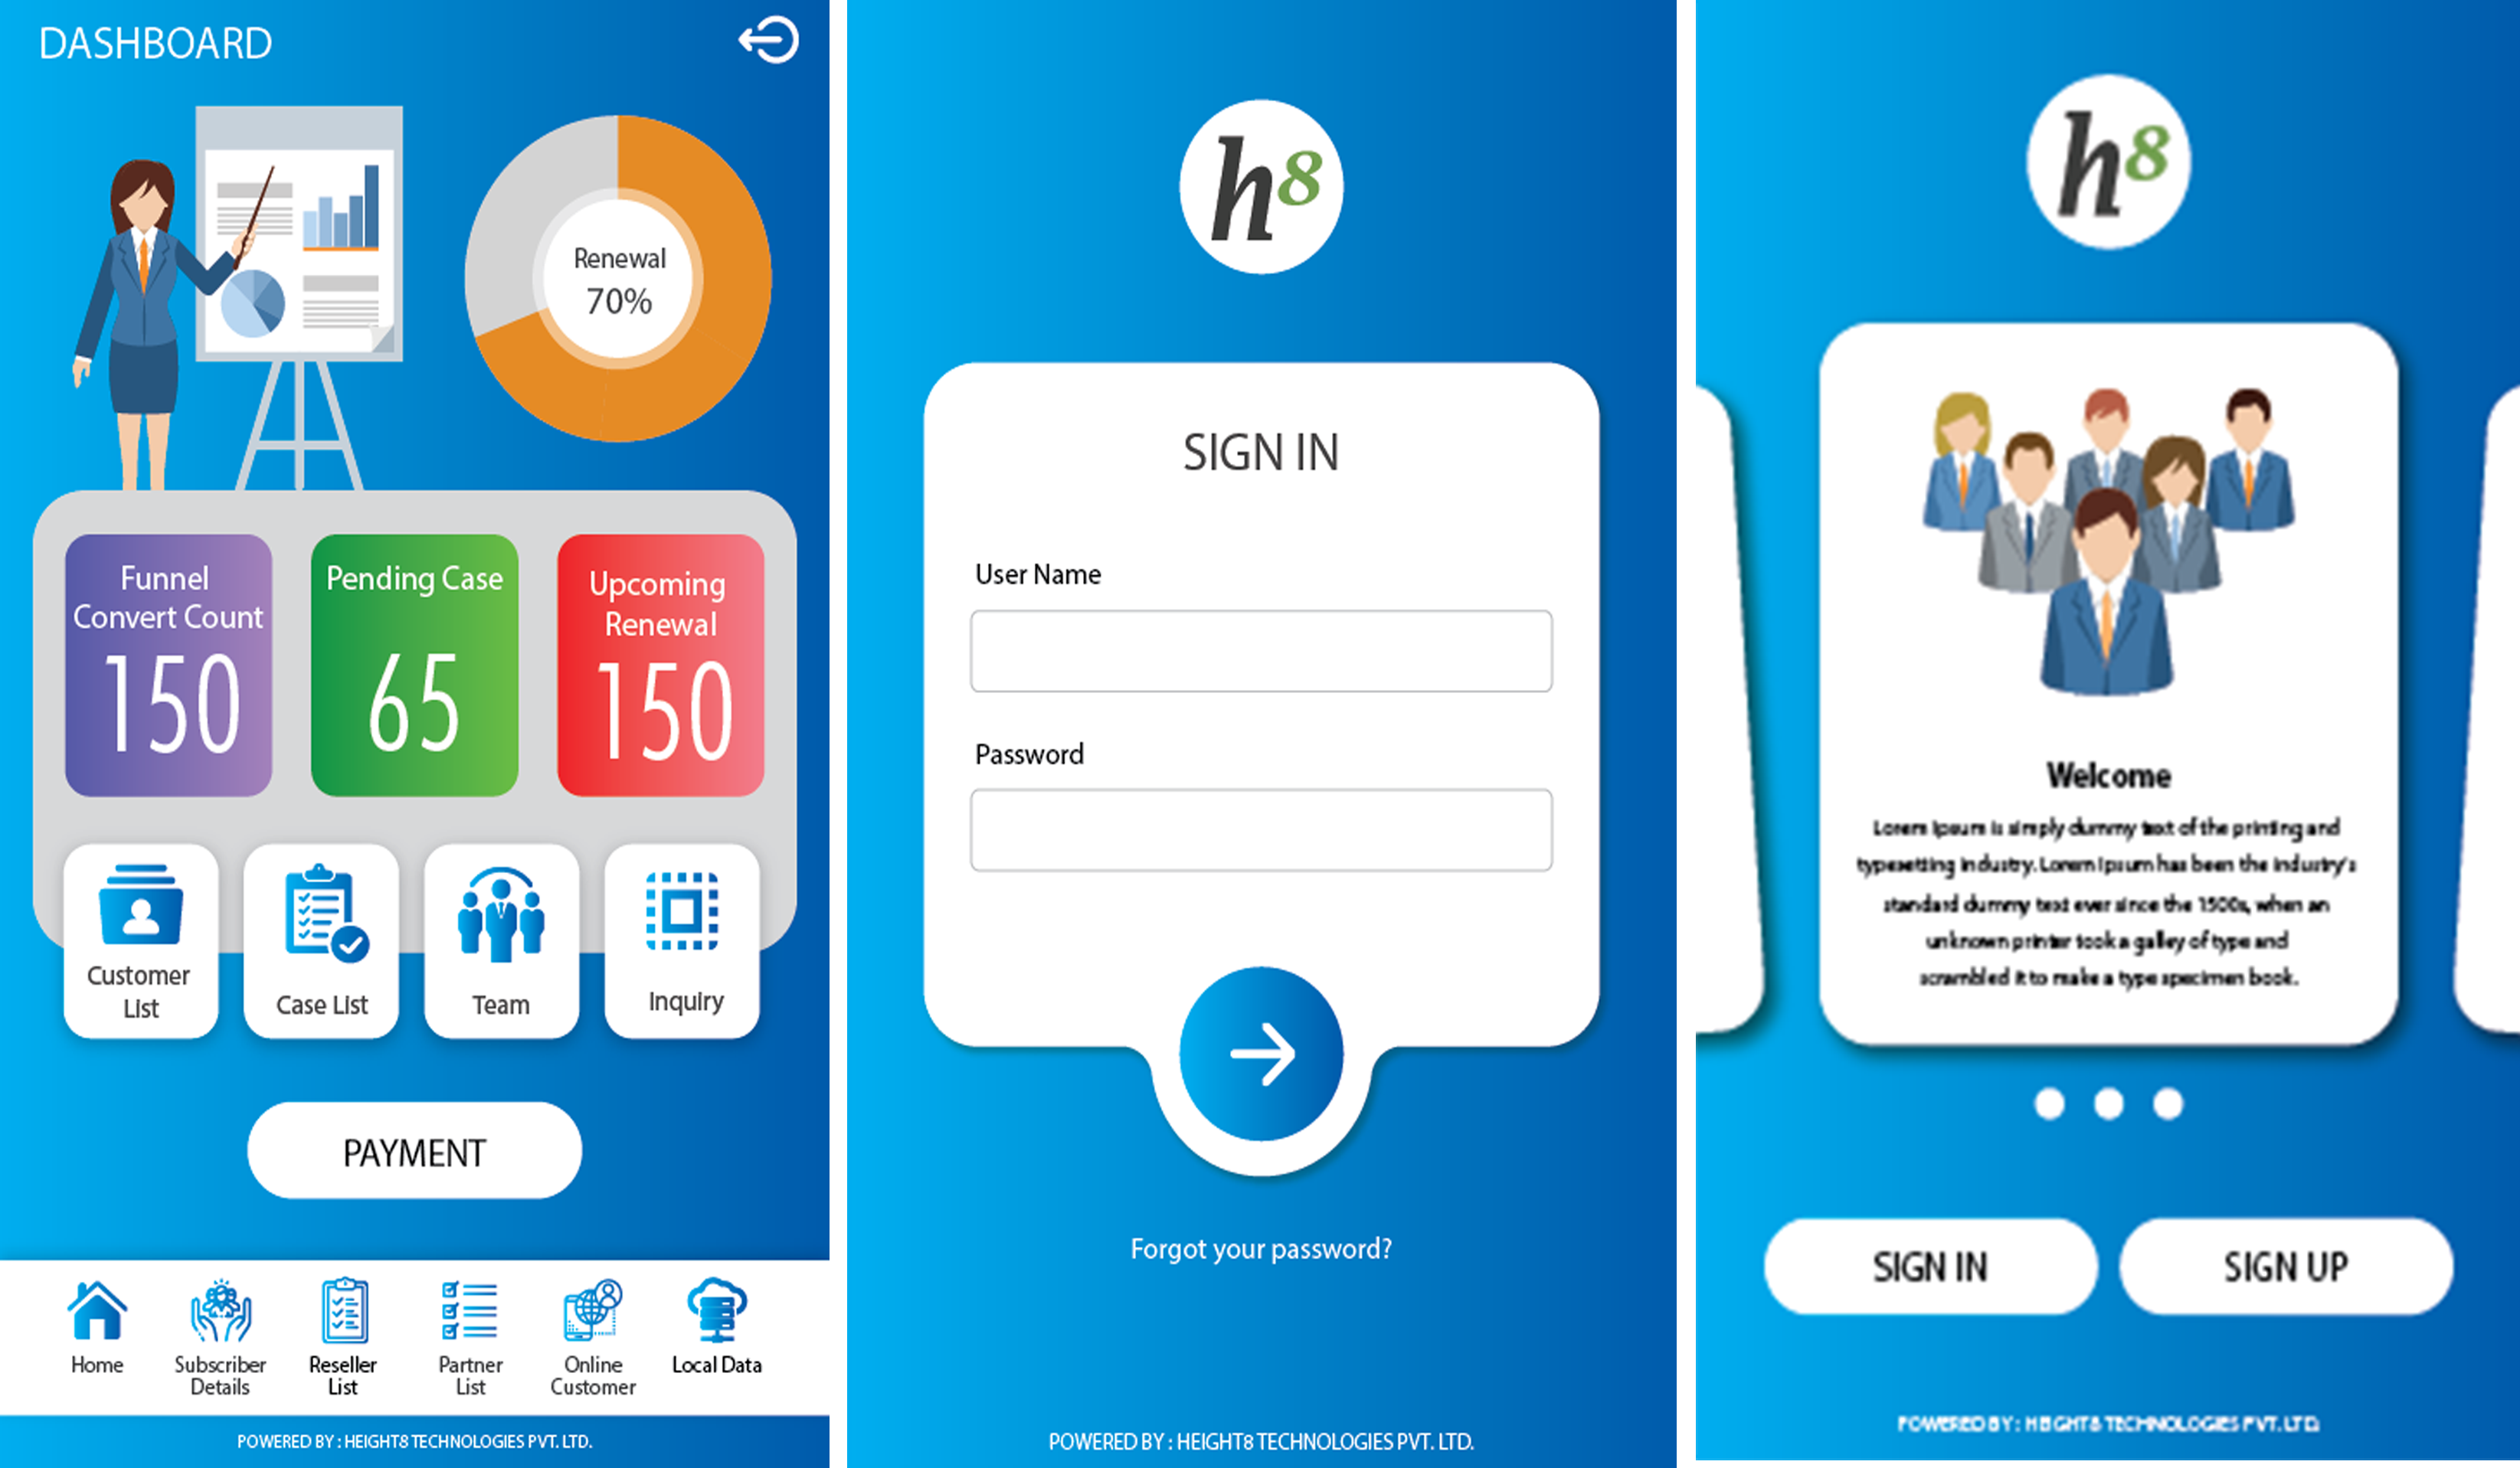 DASHBOARD
Renewal
70%
Funnel
Convert Count
150
Pending Case
65
Upcoming
Renewal
150
Customer
List
Case List
Team
Inquiry
PAYMENT
Home
Subscriber
Details
Reseller
List
Partner
List
Online
Customer
Local Data
POWERED BY : HEIGHT8 TECHNOLOGIES PVT. LTD.
h8
SIGN IN
User Name
Password
Forgot your password?
POWERED BY : HEIGHT8 TECHNOLOGIES PVT. LTD.
h8
Welcome
Lorem Ipsum is simply dummy text of the printing and
typesetting industry. Lorem Ipsum has been the industry's
standard dummy text ever since the 1500s, when an
unknown printer took a galley of type and
scrambled it to make a type specimen book.
SIGN IN
SIGN UP
POWERED BY : HEIGHT8 TECHNOLOGIES PVT. LTD.